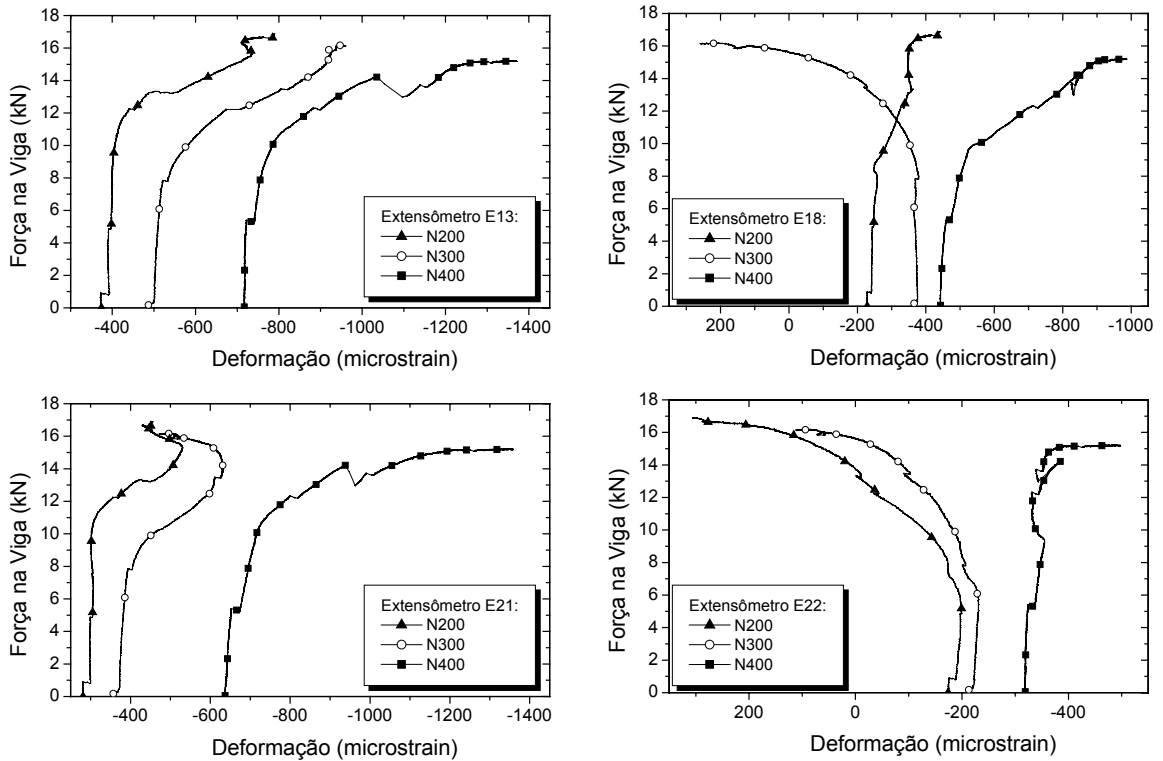 18
16
14
12
10
8
6
4
2
0
Força na Viga (kN)
Extensômetro E13:
N200
N300
N400
-400 -600 -800 -1000 -1200 -1400
Deformação (microstrain)
18
16
14
12
10
8
6
4
2
0
Força na Viga (kN)
Extensômetro E18:
N200
N300
N400
200 0 -200 -400 -600 -800 -1000
Deformação (microstrain)
18
16
14
12
10
8
6
4
2
0
Força na Viga (kN)
Extensômetro E21:
N200
N300
N400
-400 -600 -800 -1000 -1200 -1400
Deformação (microstrain)
18
16
14
12
10
8
6
4
2
0
Força na Viga (kN)
Extensômetro E22:
N200
N300
N400
200 0 -200 -400
Deformação (microstrain)